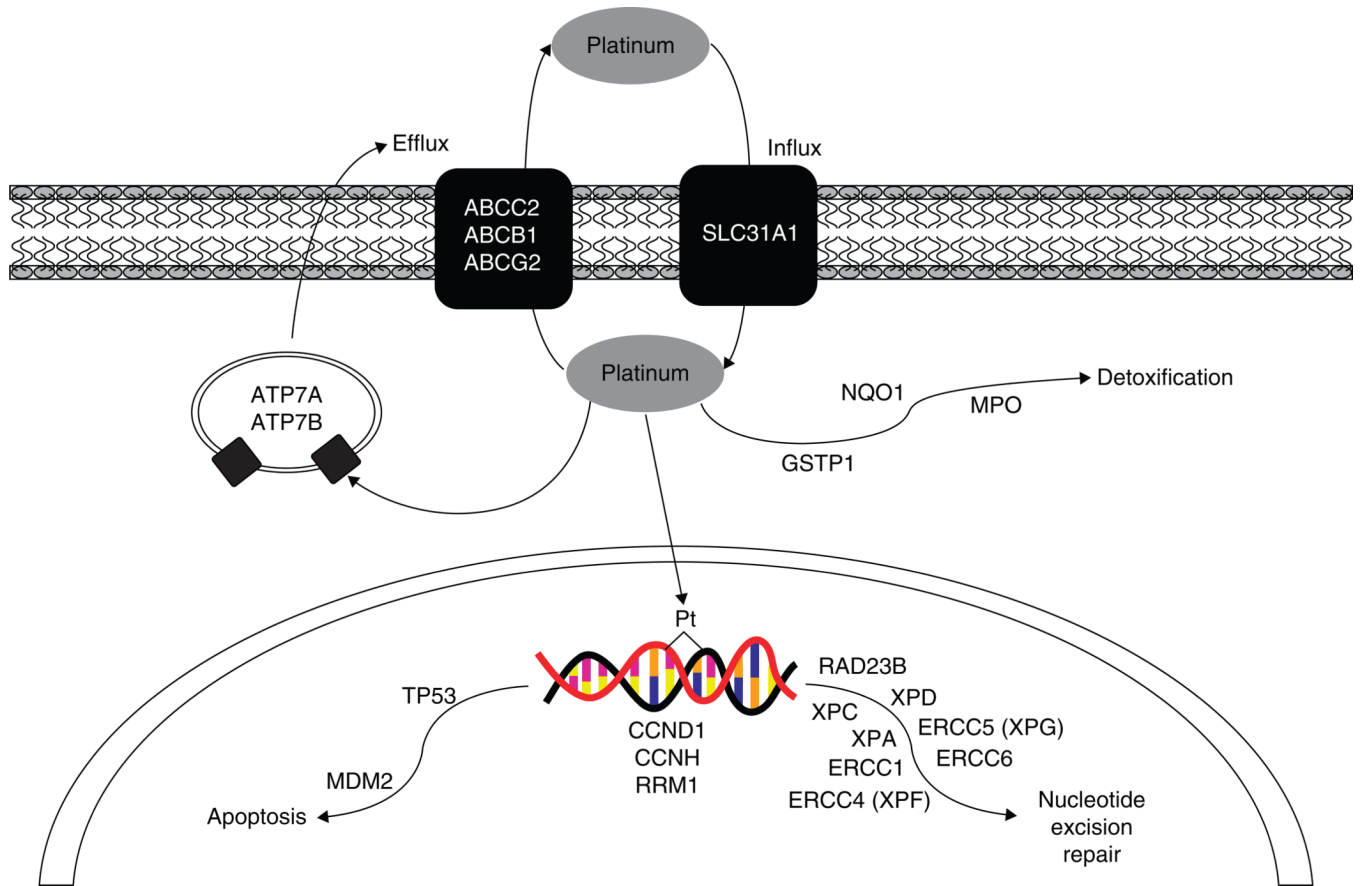 Platinum
Efflux
Influx
ABCC2
ABCB1
ABCG2
SLC31A1
Platinum
ATP7A
ATP7B
NQO1
MPO
Detoxification
GSTP1
Pt
TP53
MDM2
Apoptosis
CCND1
CCNH
RRM1
RAD23B
XPD
XPC
ERCC5 (XPG)
XPA
ERCC6
ERCC1
ERCC4 (XPF)
Nucleotide
excision
repair